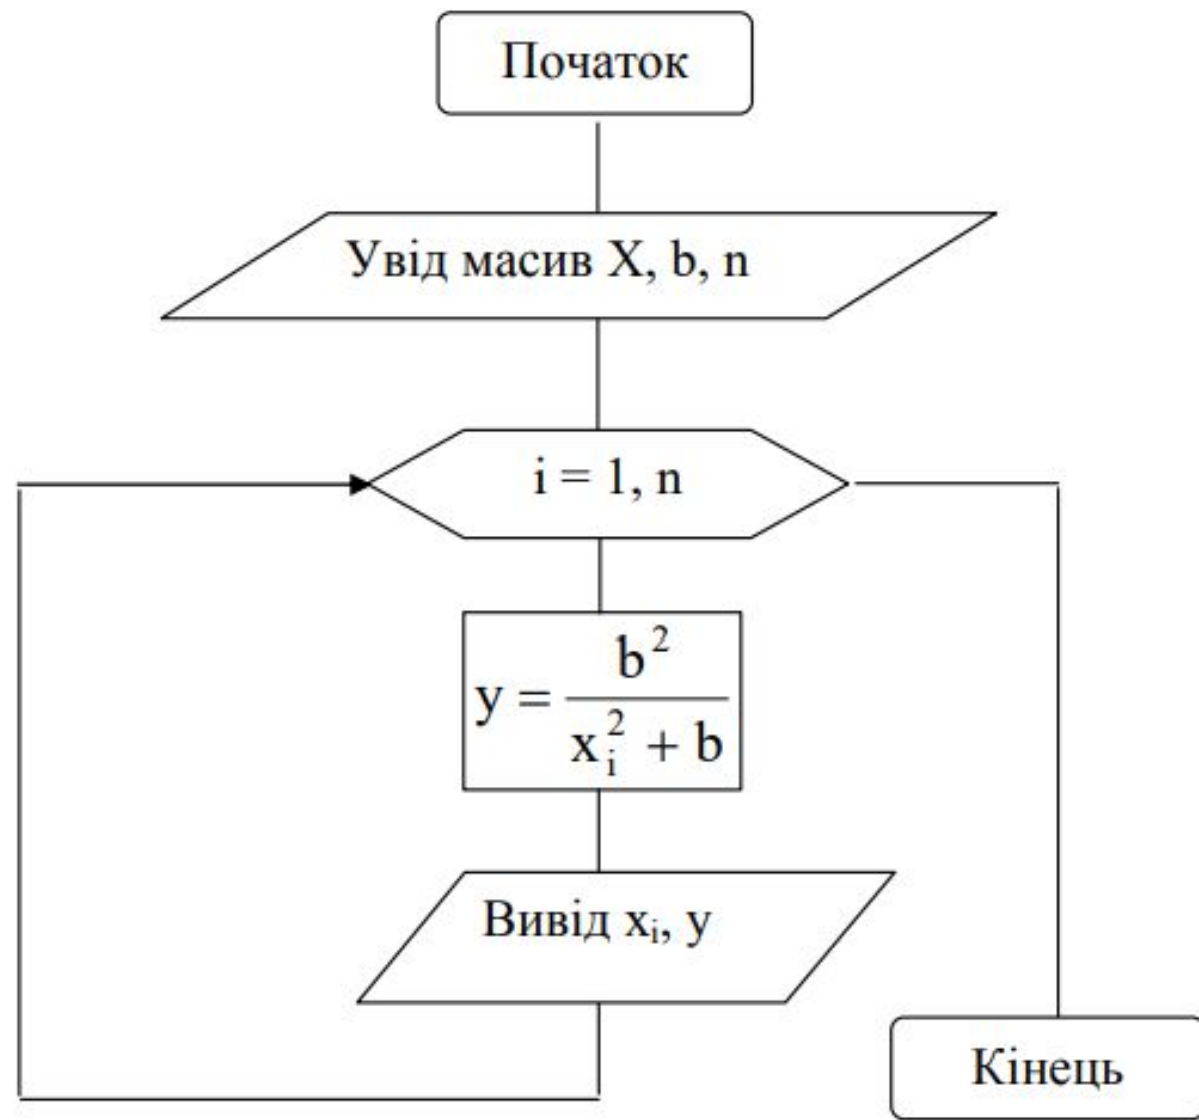 Початок
Увід масив X, b, n
i = 1, n
y = b² / (xᵢ² + b)
Вивід xᵢ, y
Кінець